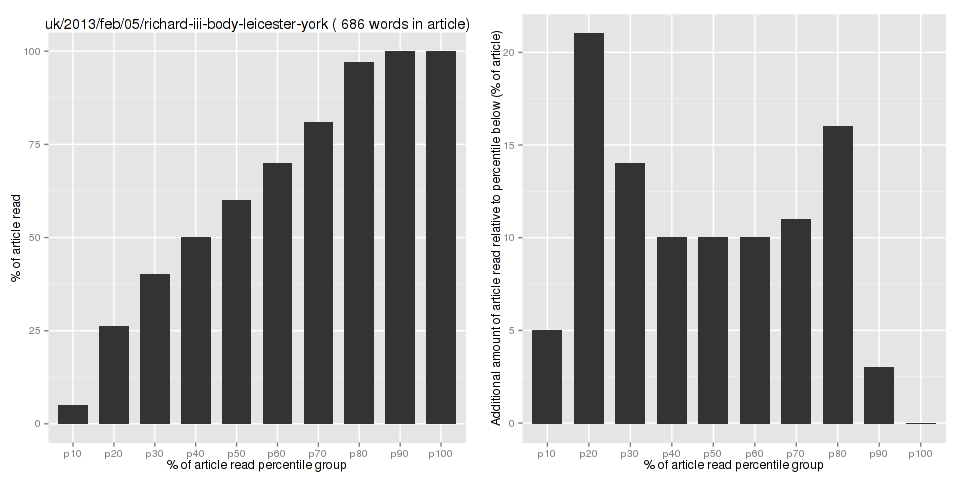 uk/2013/feb/05/richard-iii-body-leicester-york ( 686 words in article)
% of article read
100
75
50
25
0
p10 p20 p30 p40 p50 p60 p70 p80 p90 p100
% of article read percentile group
Additional amount of article read relative to percentile below (% of article)
20
15
10
5
0
p10 p20 p30 p40 p50 p60 p70 p80 p90 p100
% of article read percentile group